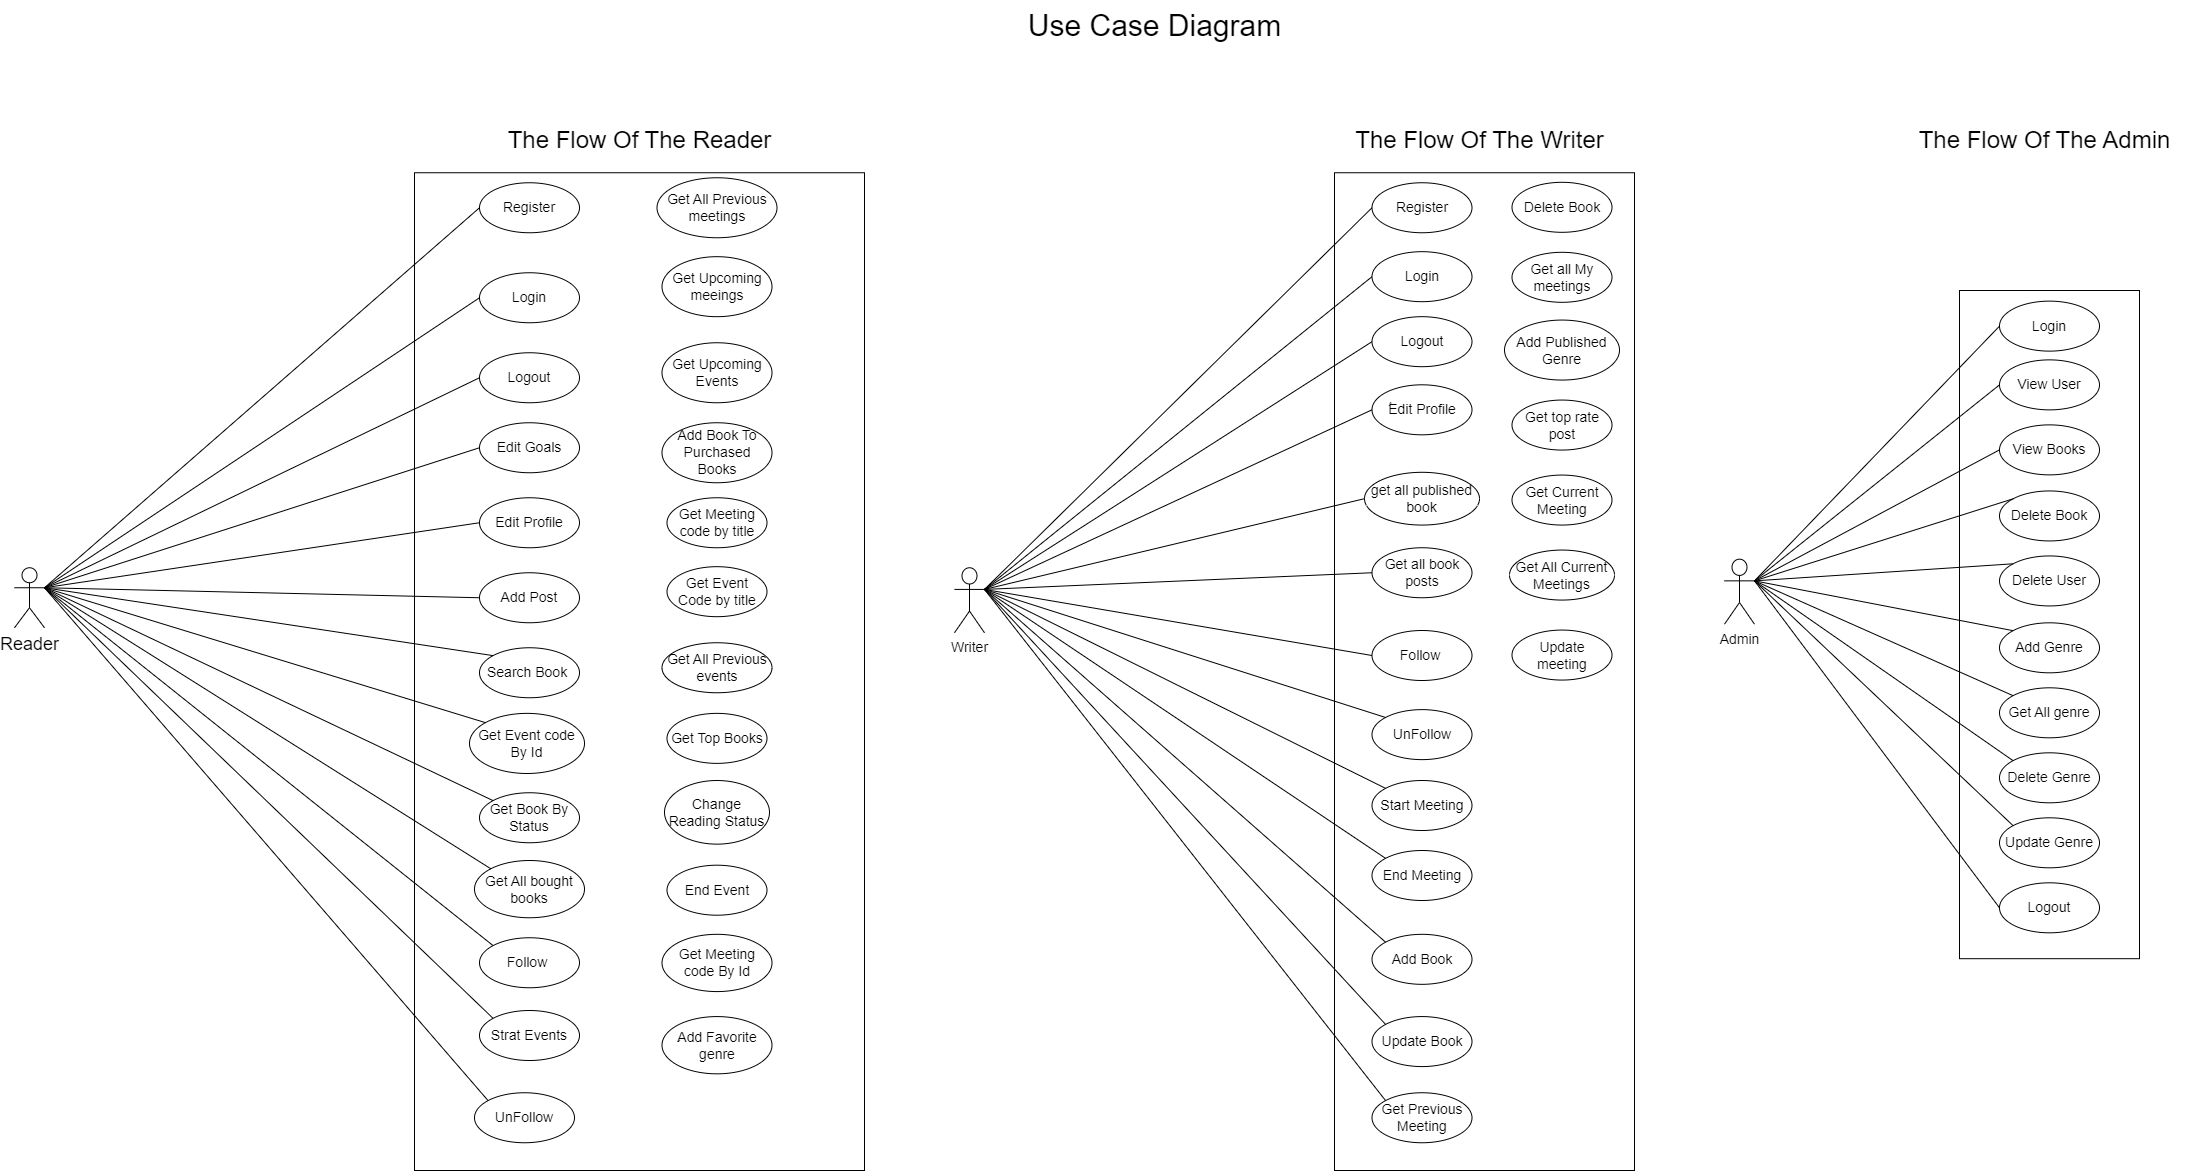 Use Case Diagram
The Flow Of The Reader
Register
Login
Logout
Edit Goals
Edit Profile
Add Post
Search Book
Get Event code
By Id
Get Book By
Status
Get All bought
books
Follow
Strat Events
UnFollow
Get All Previous
meetings
Get Upcoming
meeings
Get Upcoming
Events
Add Book To
Purchased
Books
Get Meeting
code by title
Get Event
Code by title
Get All Previous
events
Get Top Books
Change
Reading Status
End Event
Get Meeting
code By Id
Add Favorite
genre
Reader
The Flow Of The Writer
Register
Login
Logout
Edit Profile
get all published
book
Get all book
posts
Follow
UnFollow
Start Meeting
End Meeting
Add Book
Update Book
Get Previous
Meeting
Delete Book
Get all My
meetings
Add Published
Genre
Get top rate
post
Get Current
Meeting
Get All Current
Meetings
Update
meeting
Writer
The Flow Of The Admin
Login
View User
View Books
Delete Book
Delete User
Add Genre
Get All genre
Delete Genre
Update Genre
Logout
Admin